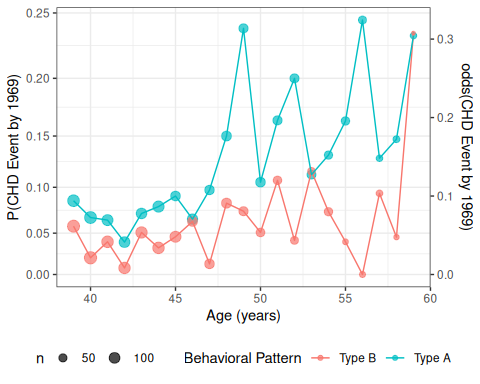 0.25
0.20
0.15
0.10
0.05
0.00
P(CHD Event by 1969)
0.3
0.2
0.1
0.0
odds(CHD Event by 1969)
40 45 50 55 60
Age (years)
n 50 100 Behavioral Pattern Type B Type A